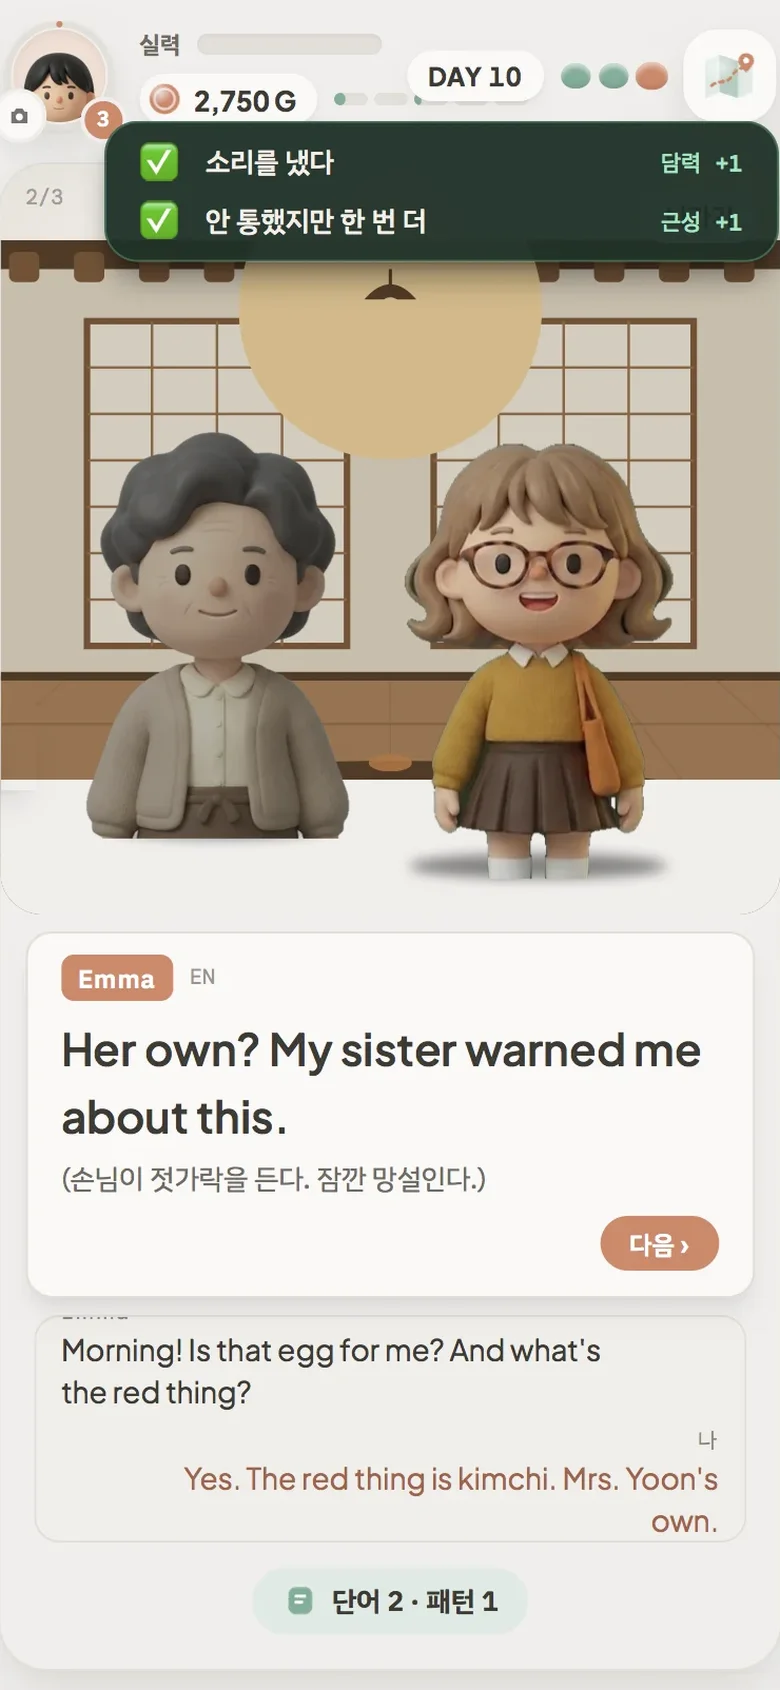 실력
2,750 G
DAY 10
3
2/3
✅ 소리를 냈다 담력 +1
✅ 안 통했지만 한 번 더 근성 +1
Emma EN
Her own? My sister warned me
about this.
(손님이 젓가락을 든다. 잠깐 망설인다.)
다음 ›
Morning! Is that egg for me? And what's
the red thing?
나
Yes. The red thing is kimchi. Mrs. Yoon's
own.
단어 2 · 패턴 1